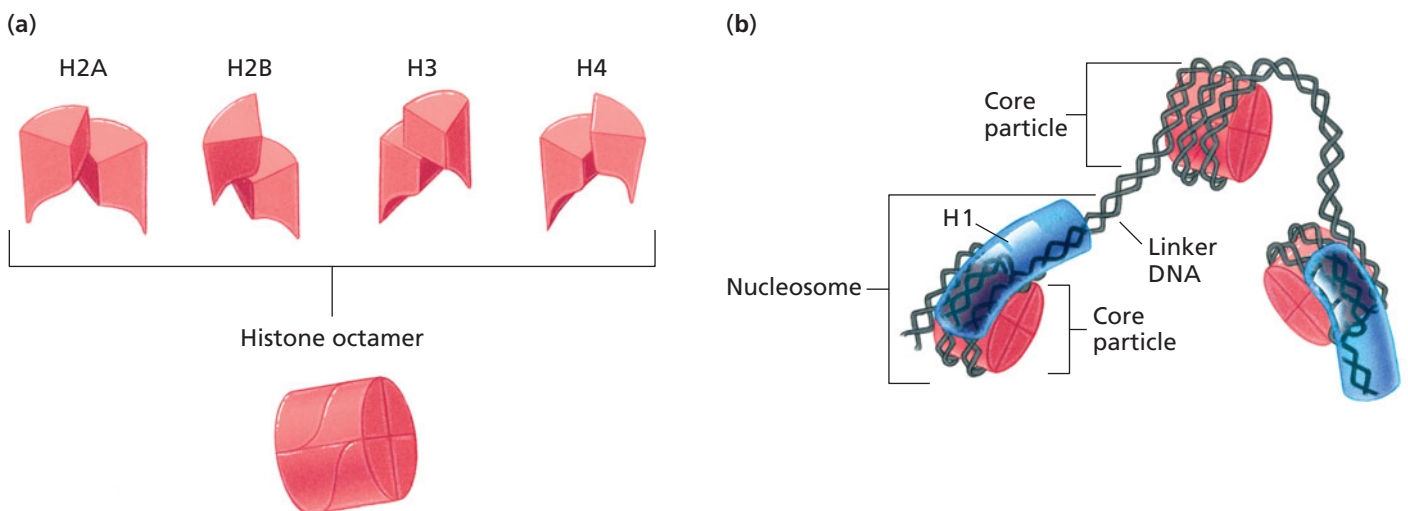 (a)
H2A
H2B
H3
H4
Histone octamer
(b)
Core
particle
H1
Linker
DNA
Nucleosome
Core
particle